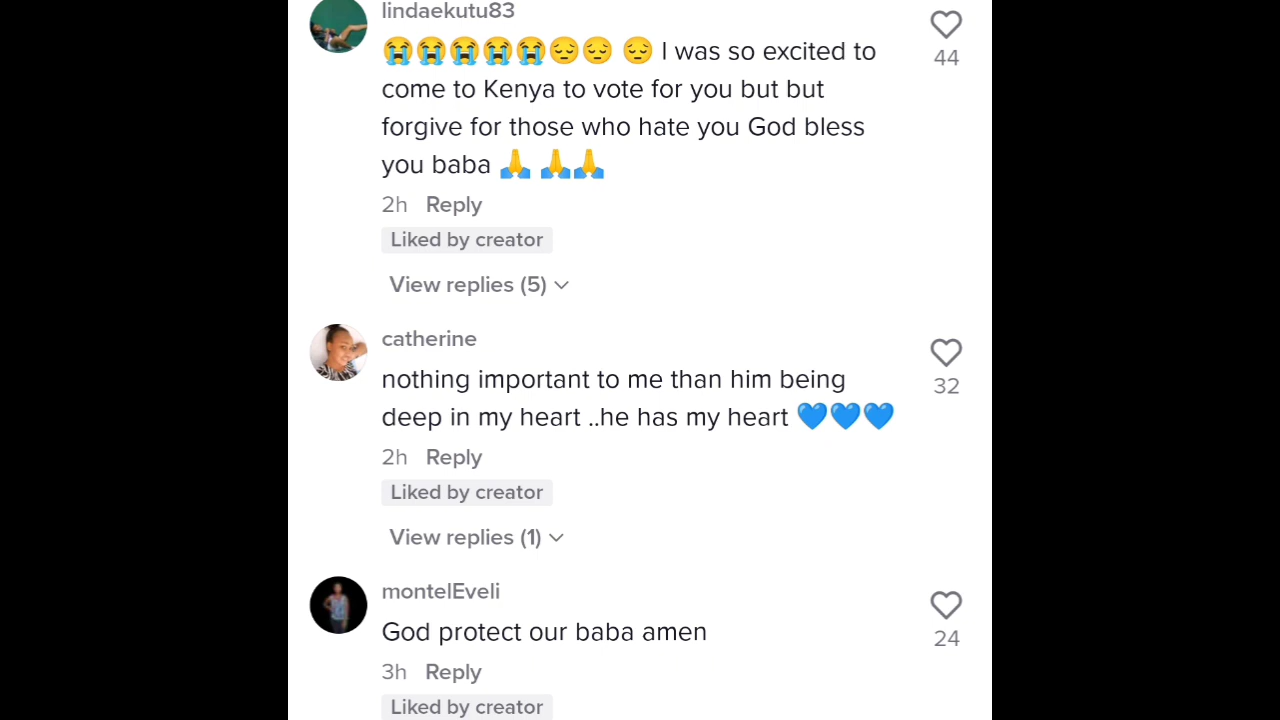 lindaekutu83
😭😭😭😭😭😔😔 😔 I was so excited to
44
come to Kenya to vote for you but but
forgive for those who hate you God bless
you baba 🙏 🙏🙏
2h Reply
Liked by creator
View replies (5)
catherine
nothing important to me than him being
32
deep in my heart ..he has my heart 💙💙💙
2h Reply
Liked by creator
View replies (1)
montelEveli
God protect our baba amen
24
3h Reply
Liked by creator